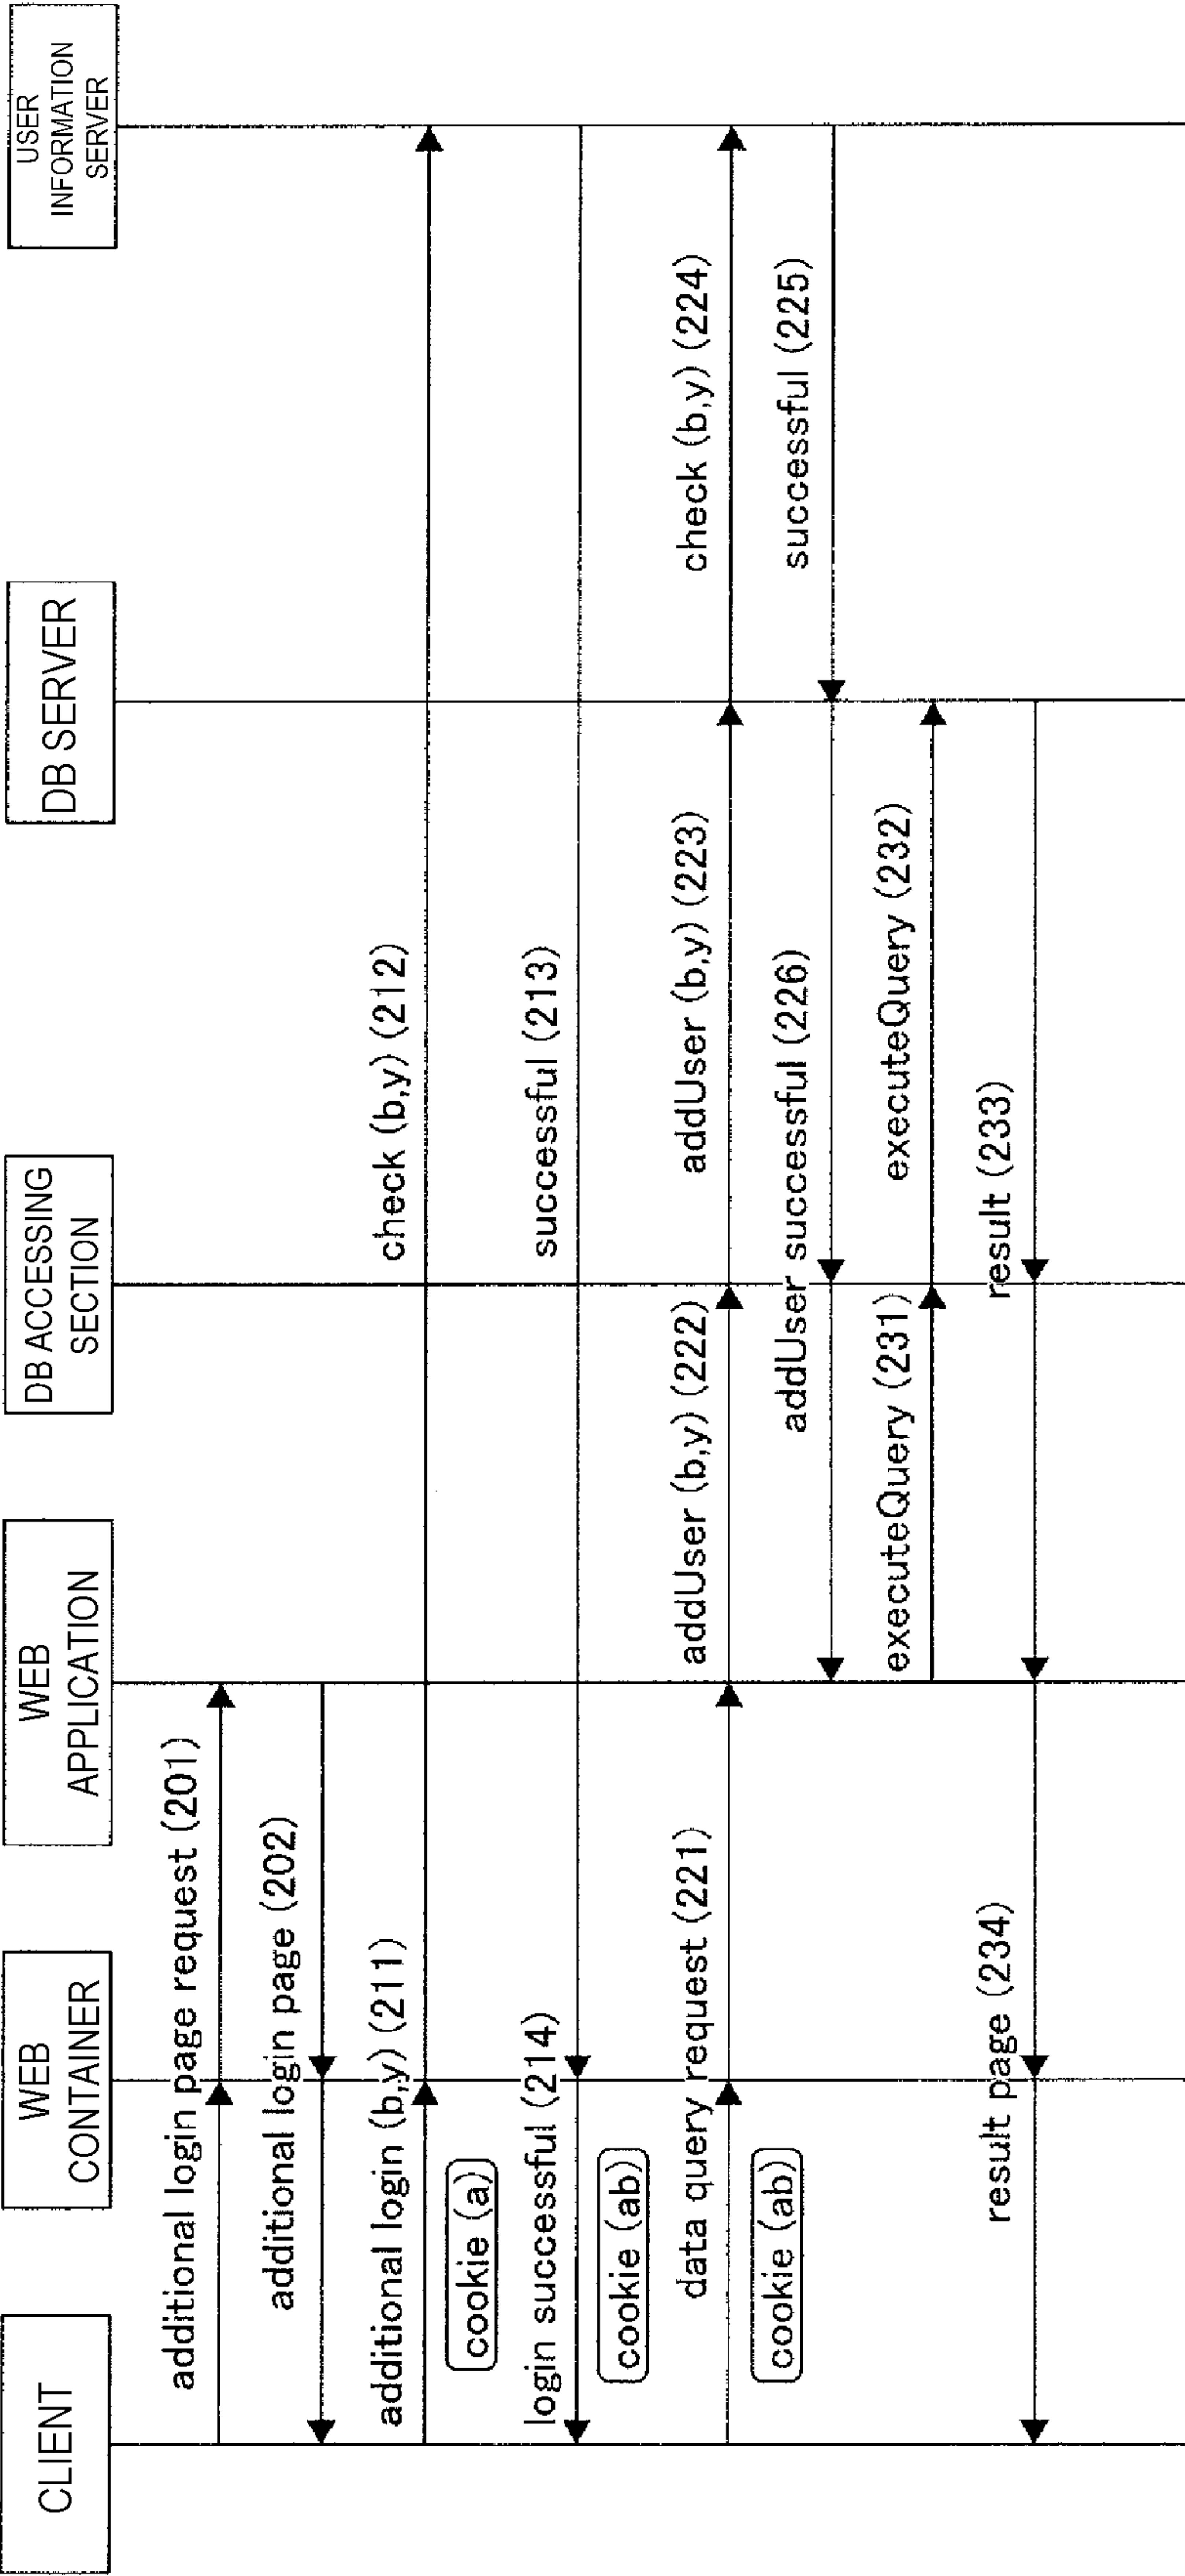 CLIENT
WEB
CONTAINER
WEB
APPLICATION
DB ACCESSING
SECTION
DB SERVER
USER
INFORMATION
SERVER
additional login page request (201)
additional login page (202)
additional login (b,y) (211)
check (b,y) (212)
cookie (a)
login successful (214)
successful (213)
cookie (ab)
data query request (221)
addUser (b,y) (222)
addUser (b,y) (223)
check (b,y) (224)
cookie (ab)
addUser successful (226)
successful (225)
executeQuery (231)
executeQuery (232)
result page (234)
result (233)